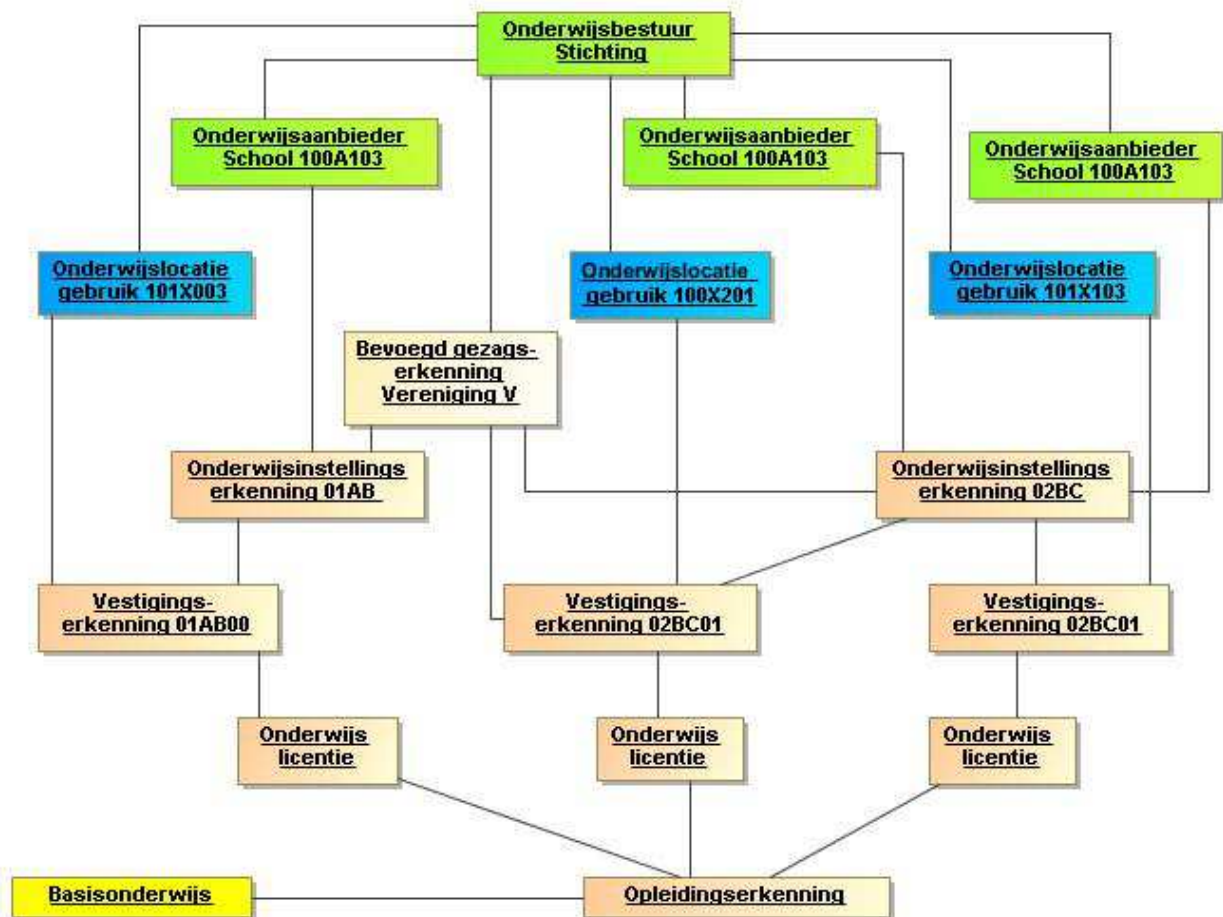 Onderwijsbestuur
Stichting
Onderwijsaanbieder
School 100A103
Onderwijsaanbieder
School 100A103
Onderwijsaanbieder
School 100A103
Onderwijslocatie
gebruik 101X003
Onderwijslocatie
gebruik 100X201
Onderwijslocatie
gebruik 101X103
Bevoegd gezags-
erkenning
Vereniging V
Onderwijsinstellings
erkenning 01AB
Onderwijsinstellings
erkenning 02BC
Vestigings-
erkenning 01AB00
Vestigings-
erkenning 02BC01
Vestigings-
erkenning 02BC01
Onderwijs
licentie
Onderwijs
licentie
Onderwijs
licentie
Basisonderwijs
Opleidingserkenning